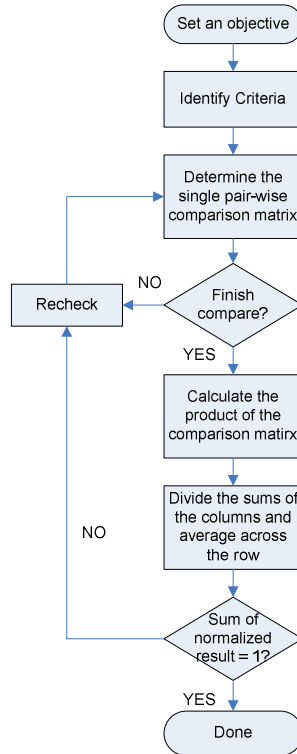 Set an objective
Identify Criteria
Determine the
single pair-wise
comparison matrix
NO
Recheck
Finish
compare?
YES
Calculate the
product of the
comparison matirx
Divide the sums of
the columns and
average across
the row
NO
Sum of
normalized
result = 1?
YES
Done